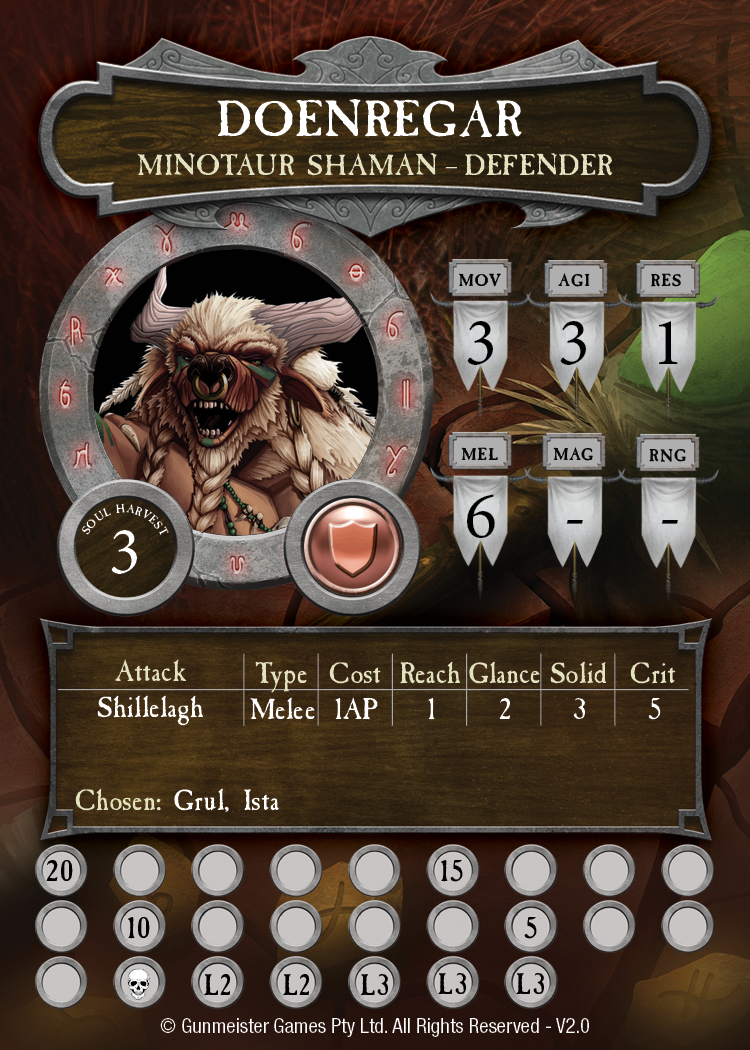 DOENREGAR
MINOTAUR SHAMAN – DEFENDER
MOV AGI RES
3 3 1
MEL MAG RNG
6 - -
SOUL HARVEST
3
Attack Type Cost Reach Glance Solid Crit
Shillelagh Melee 1AP 1 2 3 5
Chosen: Grul, Ista
20 15
10 5
L2 L2 L3 L3 L3
© Gunmeister Games Pty Ltd. All Rights Reserved - V2.0